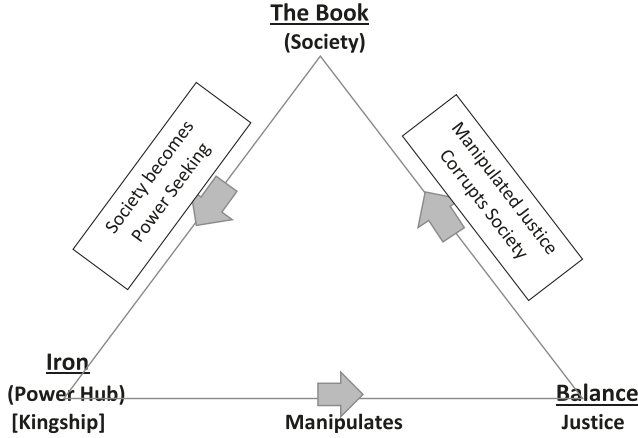 The Book
(Society)
Society becomes
Power Seeking
Manipulated Justice
Corrupts Society
Iron
(Power Hub)
[Kingship]
Manipulates
Balance
Justice